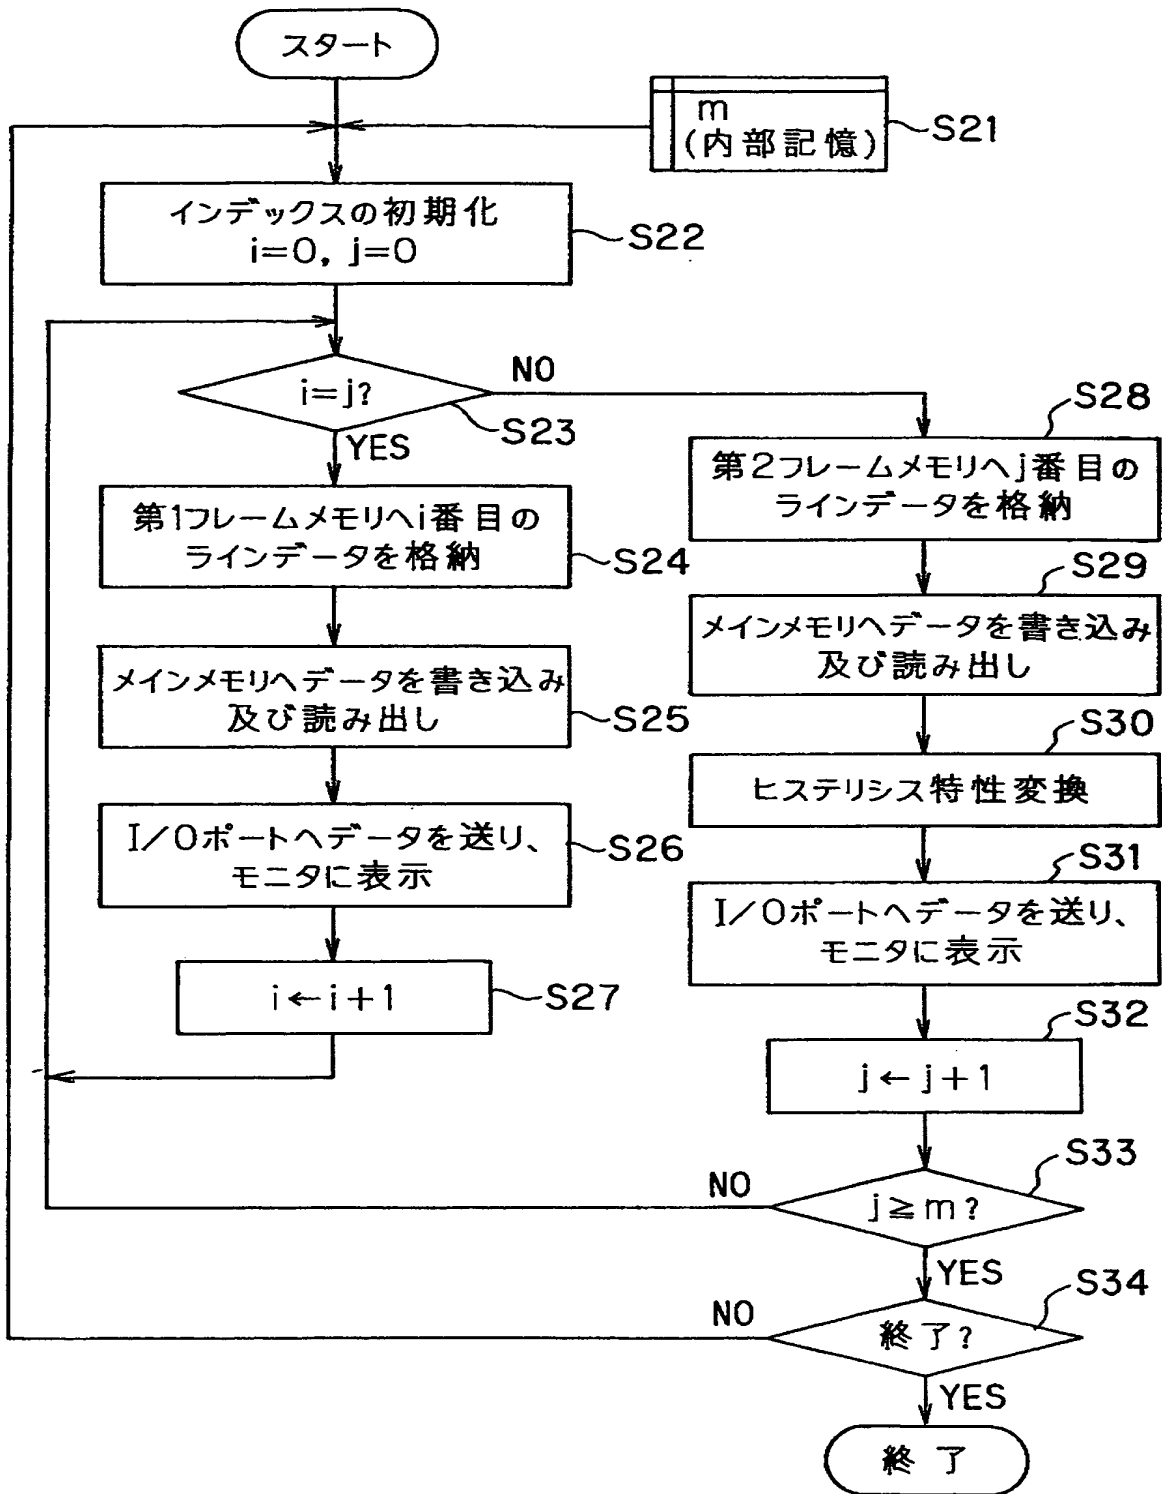 スタート
m
(内部記憶)
S21
インデックスの初期化
i=0, j=0
S22
i=j?
S23
NO
YES
第1フレームメモリへi番目の
ラインデータを格納
S24
メインメモリへデータを書き込み
及び読み出し
S25
I/Oポートへデータを送り、
モニタに表示
S26
i←i+1
S27
S28
第2フレームメモリへj番目の
ラインデータを格納
S29
メインメモリへデータを書き込み
及び読み出し
S30
ヒステリシス特性変換
S31
I/Oポートへデータを送り、
モニタに表示
S32
j←j+1
S33
j≧m?
NO
YES
S34
終了?
NO
YES
終了